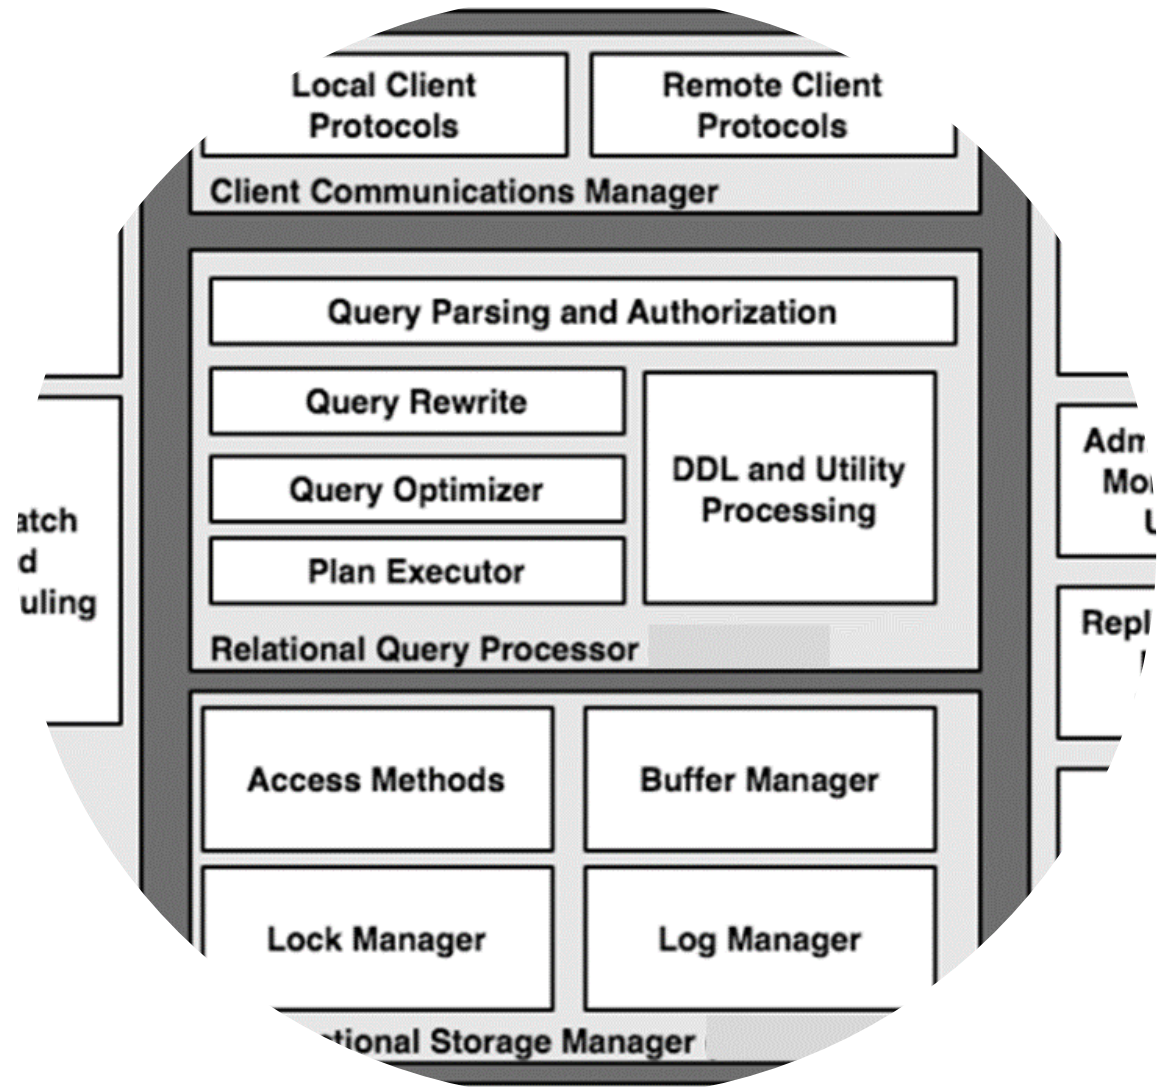 Local Client
Protocols
Remote Client
Protocols
Client Communications Manager
Query Parsing and Authorization
Query Rewrite
Query Optimizer
Plan Executor
DDL and Utility
Processing
Relational Query Processor
Access Methods
Buffer Manager
Lock Manager
Log Manager
Storage Manager